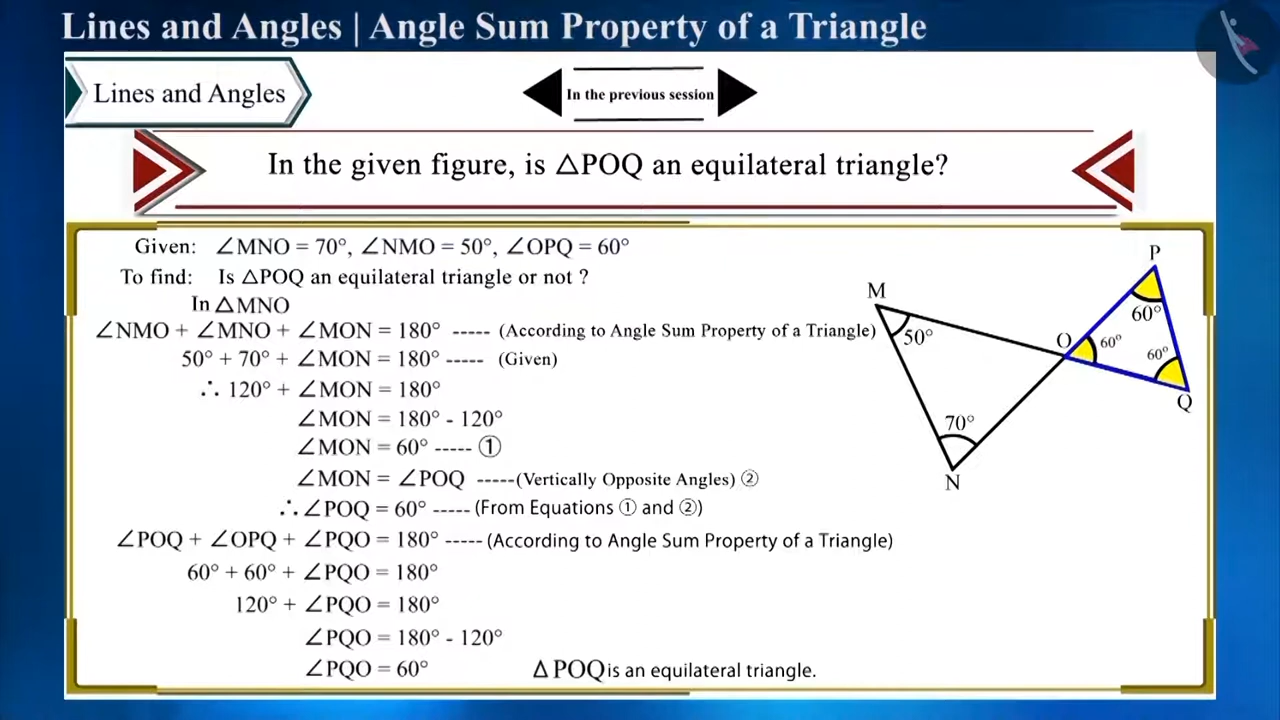 Lines and Angles | Angle Sum Property of a Triangle
Lines and Angles
In the previous session
In the given figure, is △POQ an equilateral triangle?
Given: ∠MNO = 70°, ∠NMO = 50°, ∠OPQ = 60°
To find: Is △POQ an equilateral triangle or not ?
In △MNO
∠NMO + ∠MNO + ∠MON = 180° ----- (According to Angle Sum Property of a Triangle)
50° + 70° + ∠MON = 180° ----- (Given)
∴ 120° + ∠MON = 180°
∠MON = 180° - 120°
∠MON = 60° ----- ①
∠MON = ∠POQ -----(Vertically Opposite Angles) ②
∴ ∠POQ = 60° ----- (From Equations ① and ②)
∠POQ + ∠OPQ + ∠PQO = 180° ----- (According to Angle Sum Property of a Triangle)
60° + 60° + ∠PQO = 180°
120° + ∠PQO = 180°
∠PQO = 180° - 120°
∠PQO = 60° △ POQ is an equilateral triangle.
P
60°
M
50°
O
60°
60°
Q
70°
N